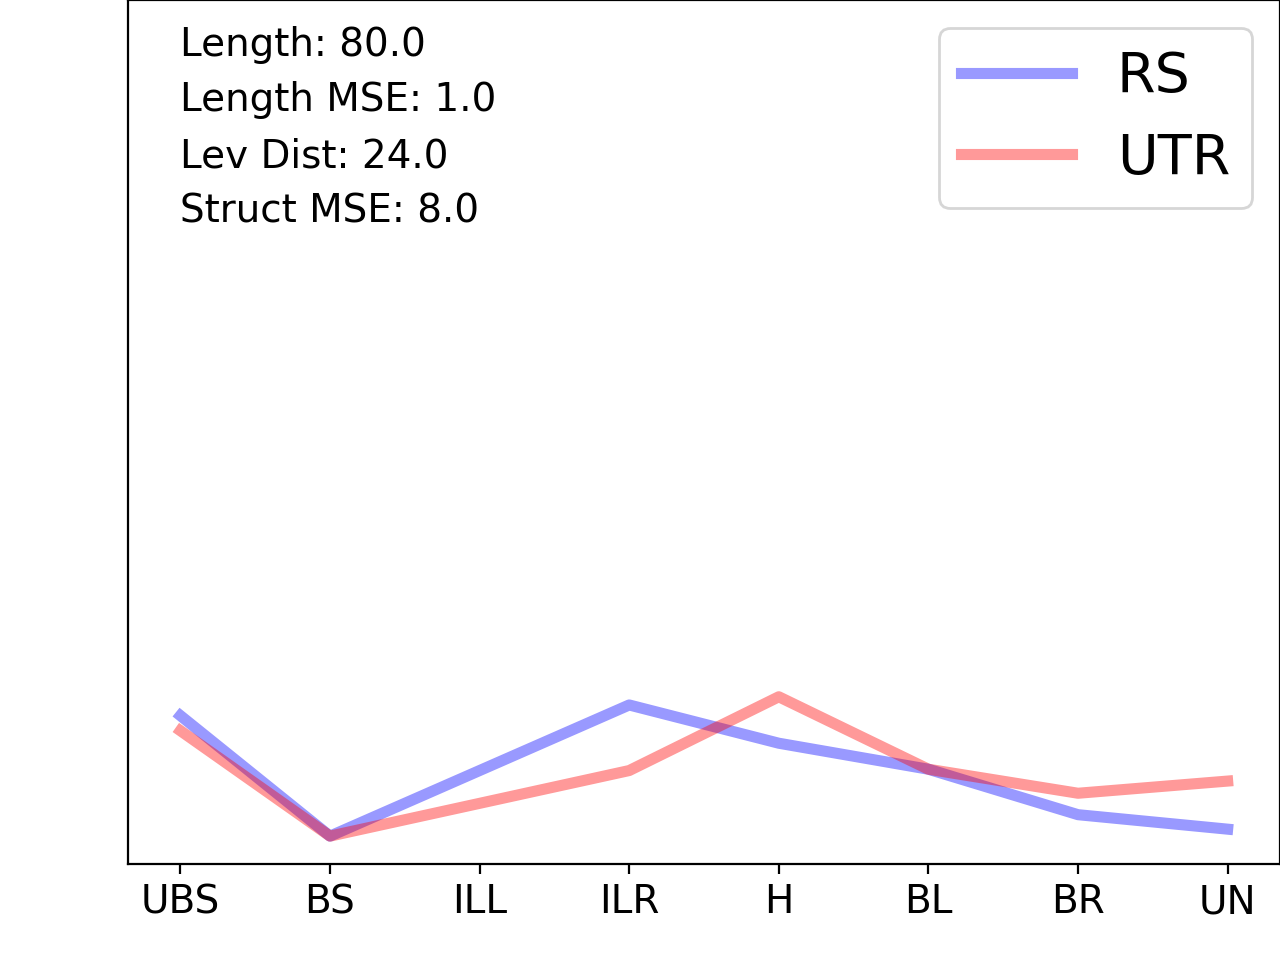 Length: 80.0
Length MSE: 1.0
Lev Dist: 24.0
Struct MSE: 8.0
RS
UTR
UBS BS ILL ILR H BL BR UN